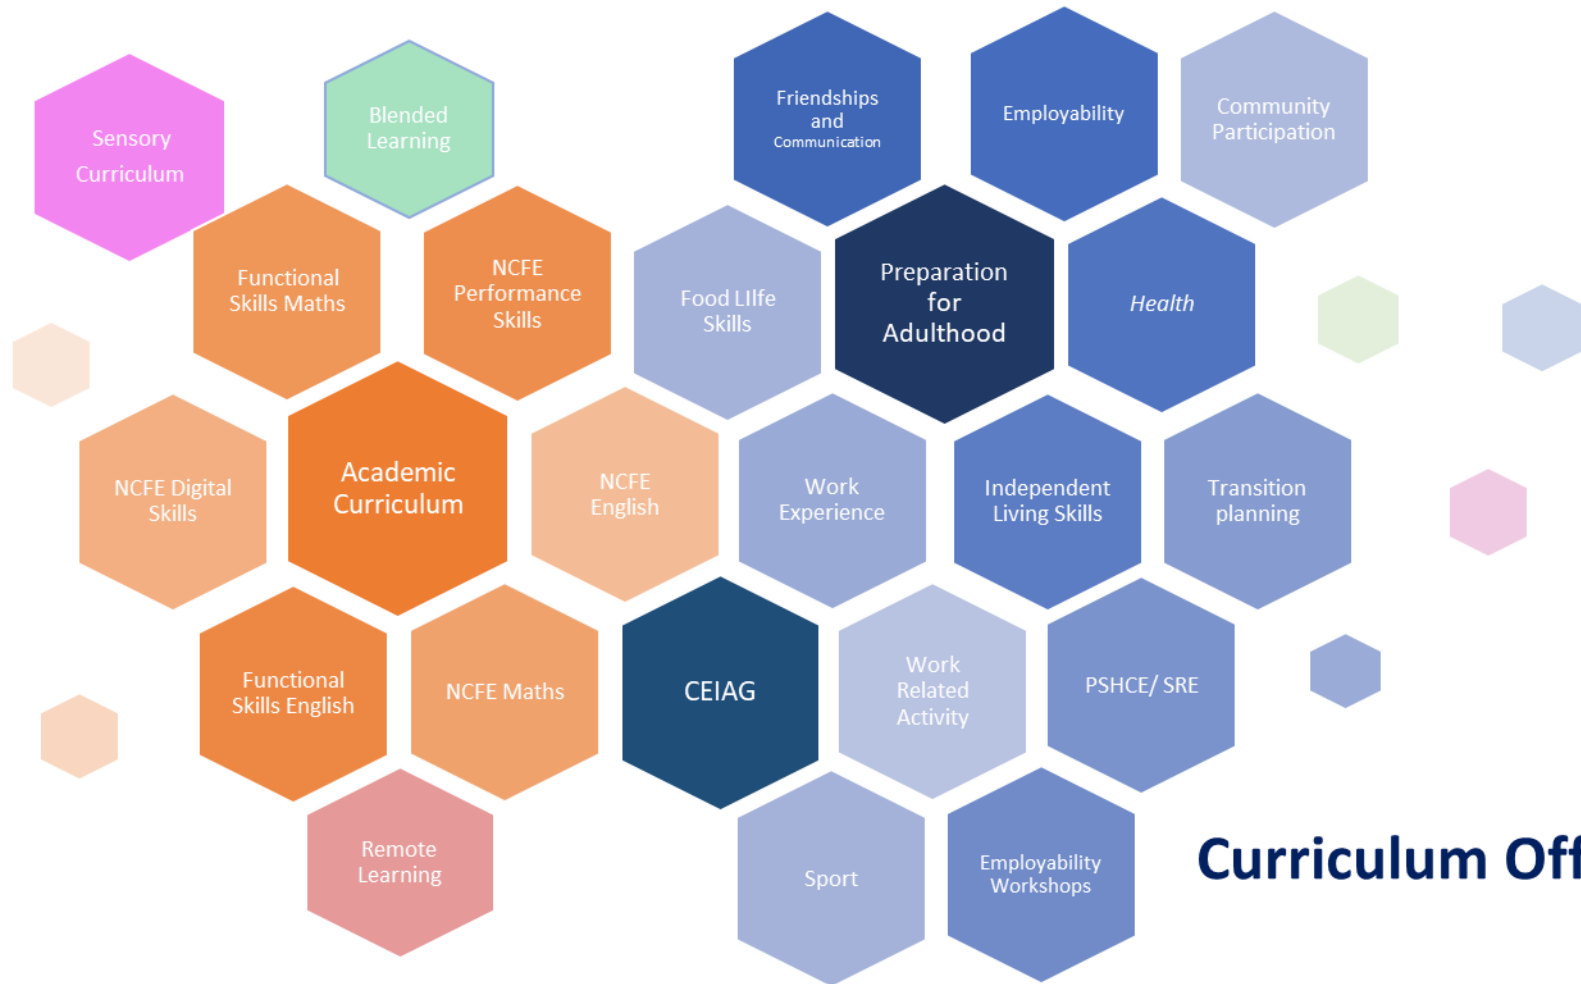 Sensory
Curriculum
Blended
Learning
Friendships
and
Communication
Employability
Community
Participation
Functional
Skills Maths
NCFE
Performance
Skills
Food LIlfe
Skills
Preparation
for
Adulthood
Health
NCFE Digital
Skills
Academic
Curriculum
NCFE
English
Work
Experience
Independent
Living Skills
Transition
planning
Functional
Skills English
NCFE Maths
CEIAG
Work
Related
Activity
PSHCE/ SRE
Remote
Learning
Sport
Employability
Workshops
Curriculum Off